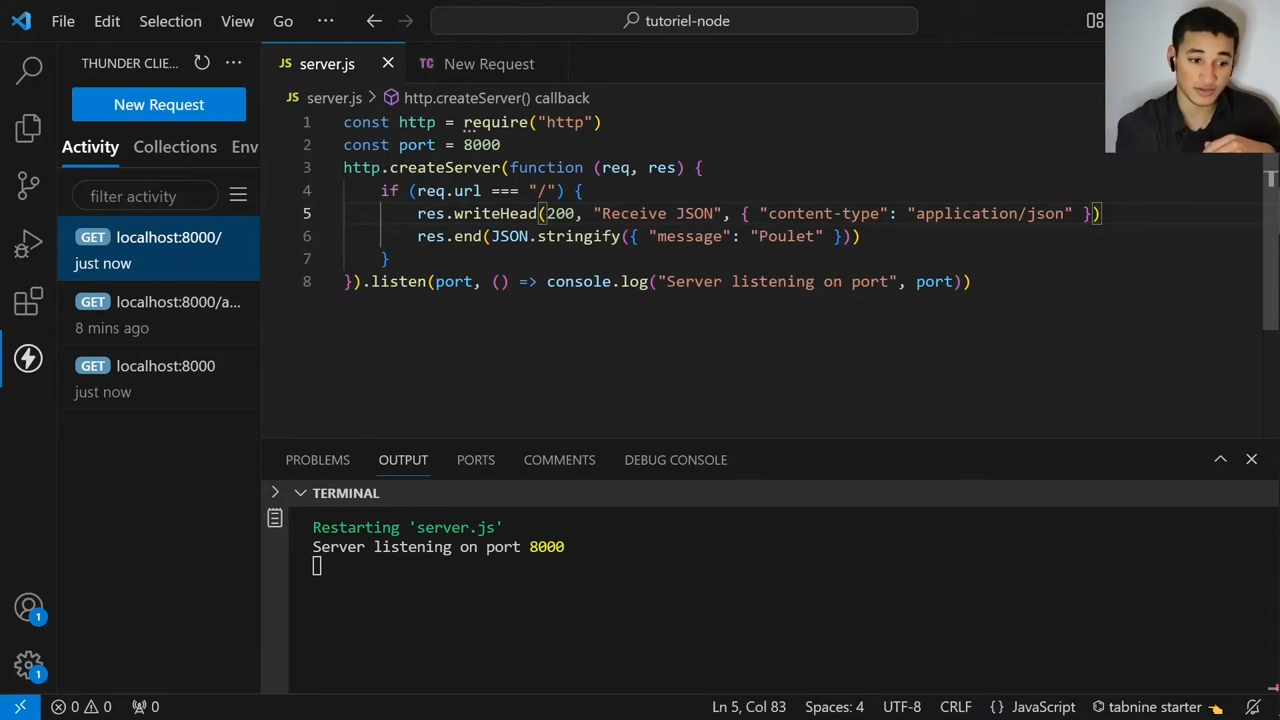 File Edit Selection View Go ··· tutoriel-node
THUNDER CLIE... ···
New Request
Activity Collections Env
filter activity
GET localhost:8000/
just now
GET localhost:8000/a...
8 mins ago
GET localhost:8000
just now
JS server.js
TC New Request
JS server.js > http.createServer() callback
1 const http = require("http")
2 const port = 8000
3 http.createServer(function (req, res) {
4 if (req.url === "/") {
5 res.writeHead(200, "Receive JSON", { "content-type": "application/json" })
6 res.end(JSON.stringify({ "message": "Poulet" }))
7 }
8 }).listen(port, () => console.log("Server listening on port", port))
PROBLEMS OUTPUT PORTS COMMENTS DEBUG CONSOLE
TERMINAL
Restarting 'server.js'
Server listening on port 8000
1
1
0 0 0 Ln 5, Col 83 Spaces: 4 UTF-8 CRLF {} JavaScript tabnine starter